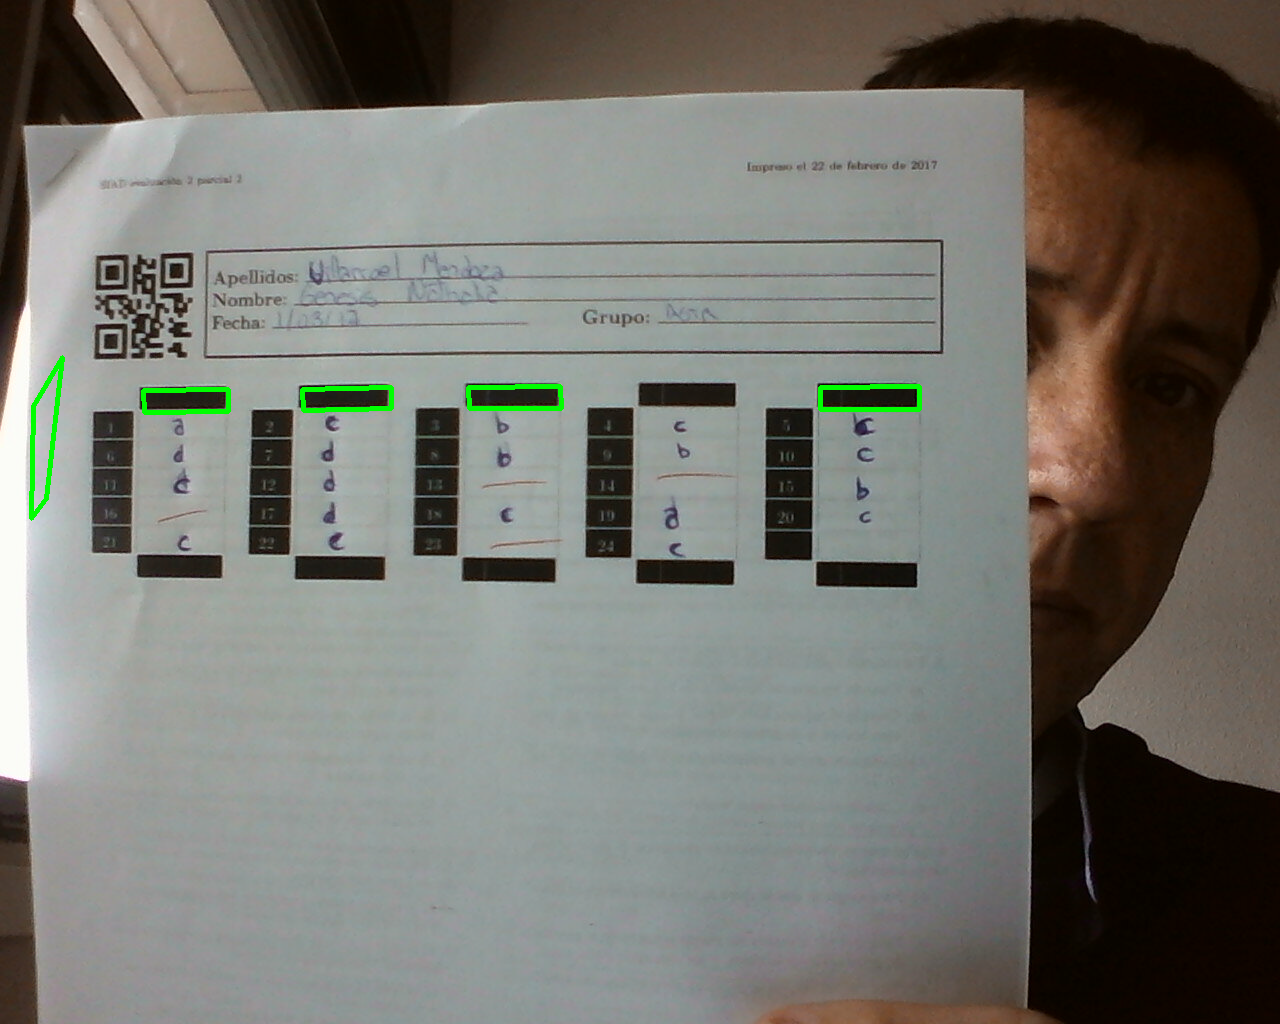 SIAD evaluación 2 parcial 2
Impreso el 22 de febrero de 2017
Apellidos: Villarroel Mendoza
Nombre: Genesis Nathalie
Fecha: 1/03/17 Grupo:
1 a 2 c 3 b 4 c 5 c
6 d 7 d 8 b 9 b 10 c
11 d 12 d 13 14 15 b
16 17 d 18 c 19 d 20 c
21 c 22 c 23 24 c